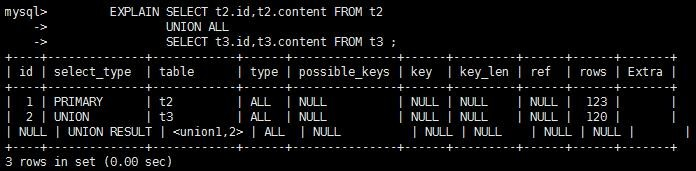 mysql>        EXPLAIN SELECT t2.id,t2.content FROM t2
    ->        UNION ALL
    ->        SELECT t3.id,t3.content FROM t3 ;
+----+--------------+------------+------+---------------+------+---------+------+------+-------+
| id | select_type | table | type | possible_keys | key | key_len | ref | rows | Extra |
+----+--------------+------------+------+---------------+------+---------+------+------+-------+
| 1 | PRIMARY | t2 | ALL | NULL | NULL | NULL | NULL | 123 | |
| 2 | UNION | t3 | ALL | NULL | NULL | NULL | NULL | 120 | |
| NULL | UNION RESULT | <union1,2> | ALL | NULL | NULL | NULL | NULL | NULL | |
+----+--------------+------------+------+---------------+------+---------+------+------+-------+
3 rows in set (0.00 sec)